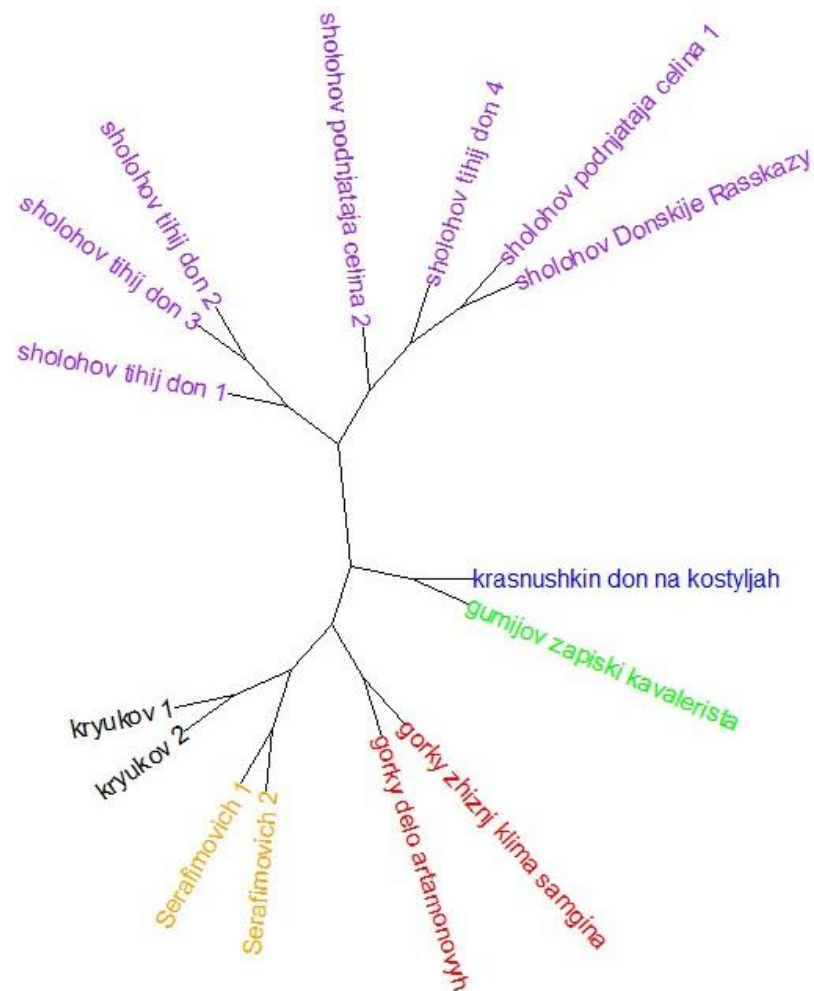 sholohov podnjataja celina 1
sholohov podnjataja celina 2
sholohov tihij don 4
sholohov Donskije Rasskazy
sholohov tihij don 2
sholohov tihij don 3
sholohov tihij don 1
krasnushkin don na kostyljah
gumijov zapiski kavalerista
kryukov 1
kryukov 2
gorky zhiznj klima samgina
gorky delo artamonovyh
Serafimovich 1
Serafimovich 2